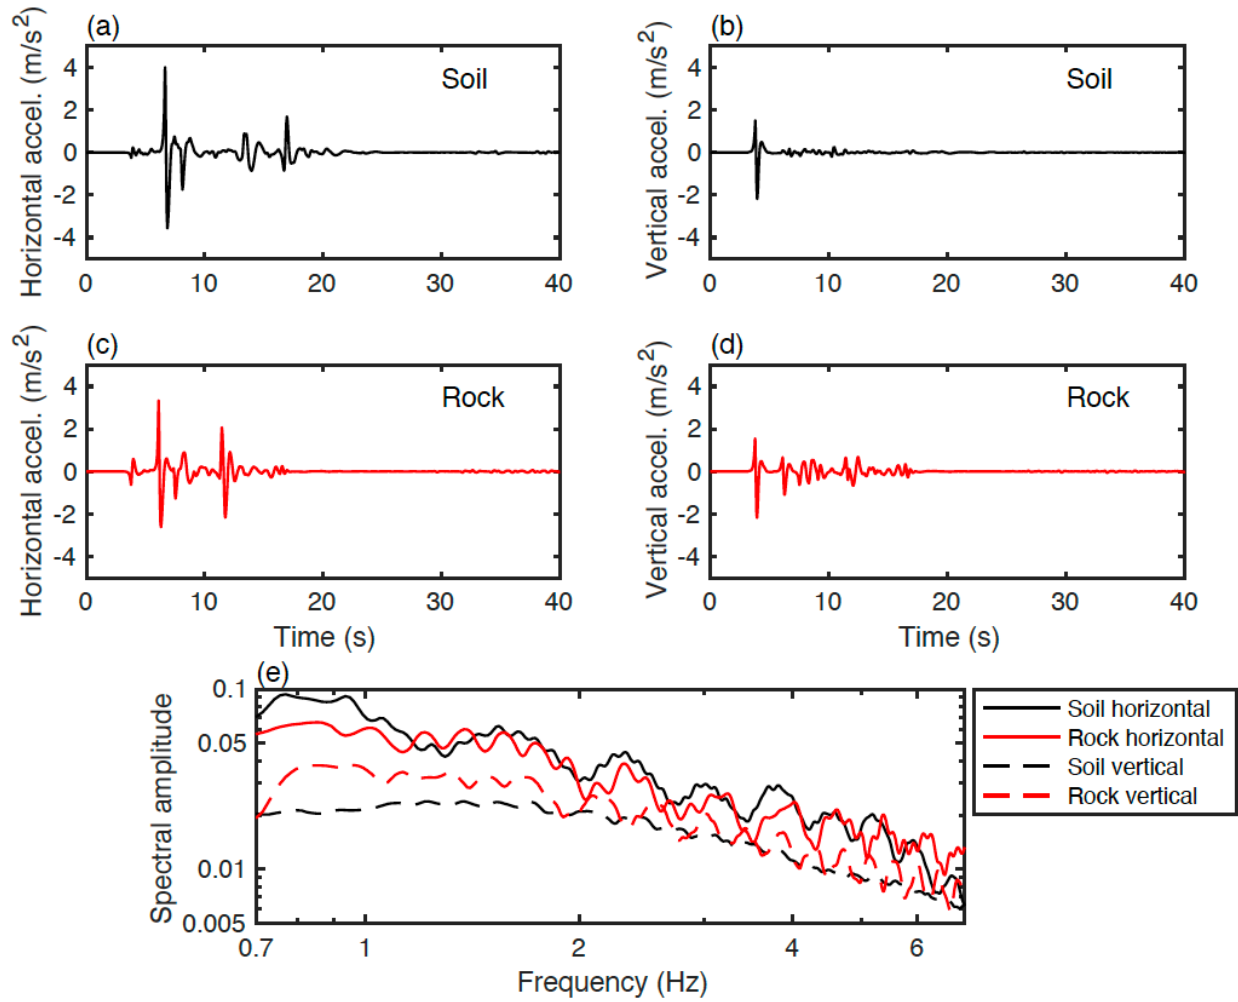 (a)
Horizontal accel. (m/s²)
4
2
0
-2
-4
Soil
0 10 20 30 40
(b)
Vertical accel. (m/s²)
4
2
0
-2
-4
Soil
0 10 20 30 40
(c)
Horizontal accel. (m/s²)
4
2
0
-2
-4
Rock
0 10 20 30 40
Time (s)
(d)
Vertical accel. (m/s²)
4
2
0
-2
-4
Rock
0 10 20 30 40
Time (s)
(e)
Spectral amplitude
0.1
0.05
0.01
0.005
0.7 1 2 4 6
Frequency (Hz)
Soil horizontal
Rock horizontal
Soil vertical
Rock vertical